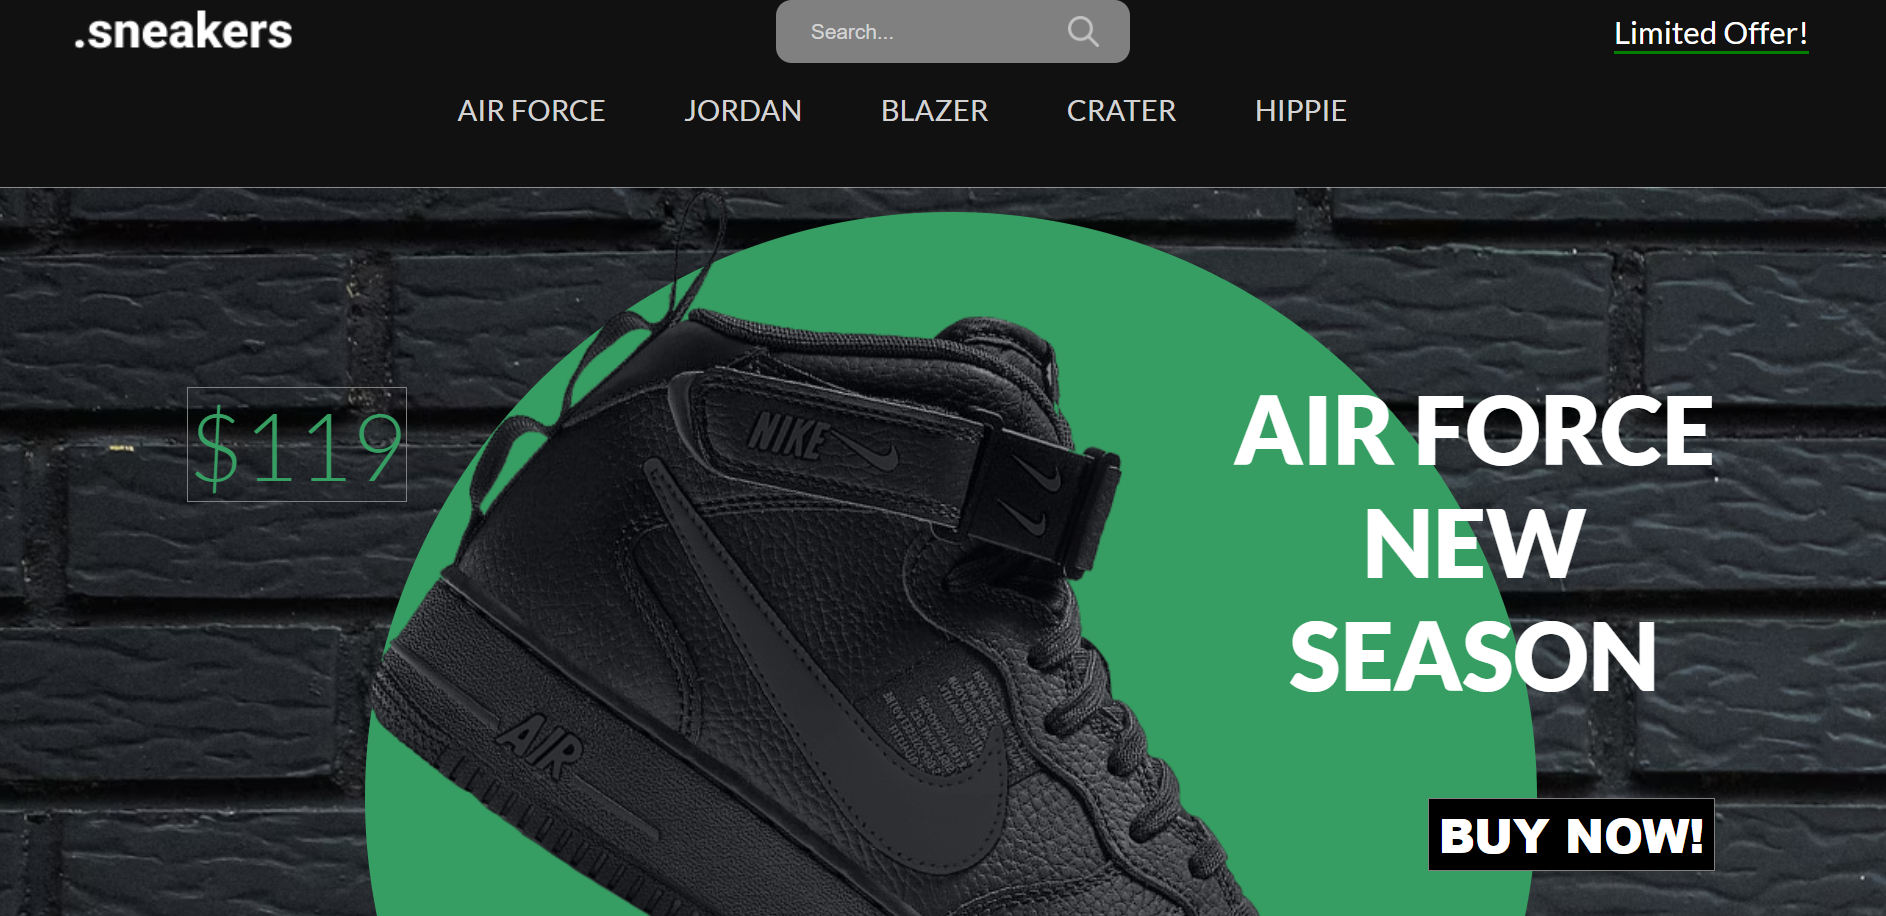 .sneakers
Search...
Limited Offer!
AIR FORCE JORDAN BLAZER CRATER HIPPIE
NIKE
$119
AIR FORCE
NEW
SEASON
AIR
BUY NOW!